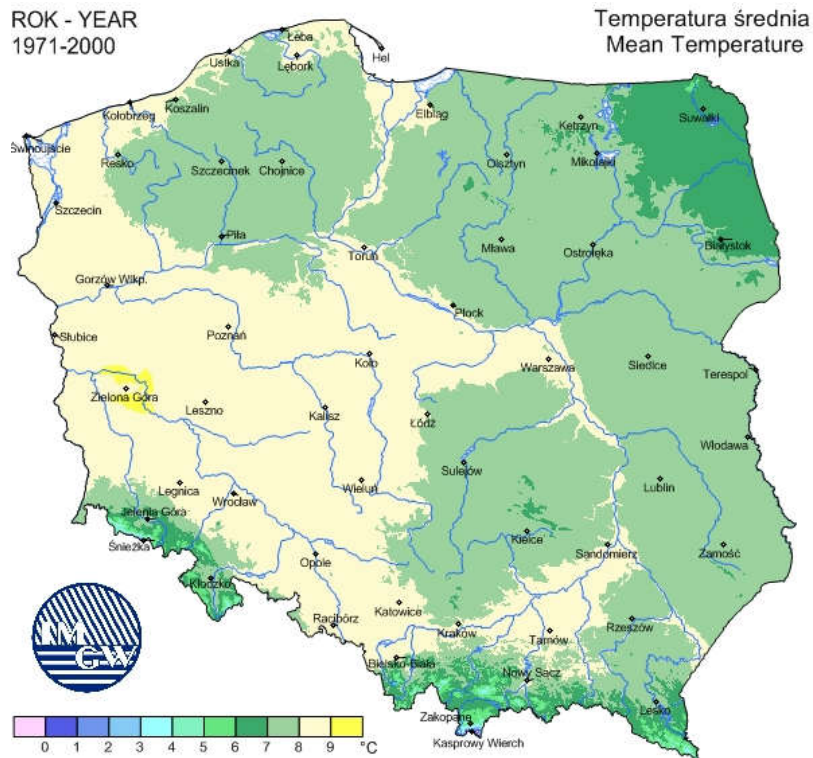 ROK - YEAR
1971-2000
Temperatura średnia
Mean Temperature
Łeba
Ustka
Lębork
Hel
Kołobrzeg
Koszalin
Elbląg
Kętrzyn
Suwałki
Świnoujście
Resko
Szczecinek
Chojnice
Olsztyn
Mikołajki
Szczecin
Piła
Toruń
Mława
Ostrołęka
Białystok
Gorzów Wlkp.
Płock
Słubice
Poznań
Koło
Warszawa
Siedlce
Terespol
Zielona Góra
Leszno
Kalisz
Łódź
Włodawa
Legnica
Wrocław
Wieluń
Sulejów
Lublin
Jelenia Góra
Śnieżka
Kielce
Sandomierz
Zamość
Opole
Kłodzko
Katowice
Racibórz
Kraków
Tarnów
Rzeszów
Bielsko-Biała
Nowy Sącz
Lesko
Zakopane
Kasprowy Wierch
IM
G-W
0 1 2 3 4 5 6 7 8 9 °C